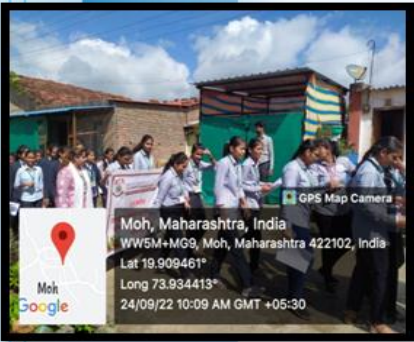 GPS Map Camera
Moh, Maharashtra, India
WW5M+MG9, Moh, Maharashtra 422102, India
Lat 19.909461°
Long 73.934413°
24/09/22 10:09 AM GMT +05:30
Moh
Google